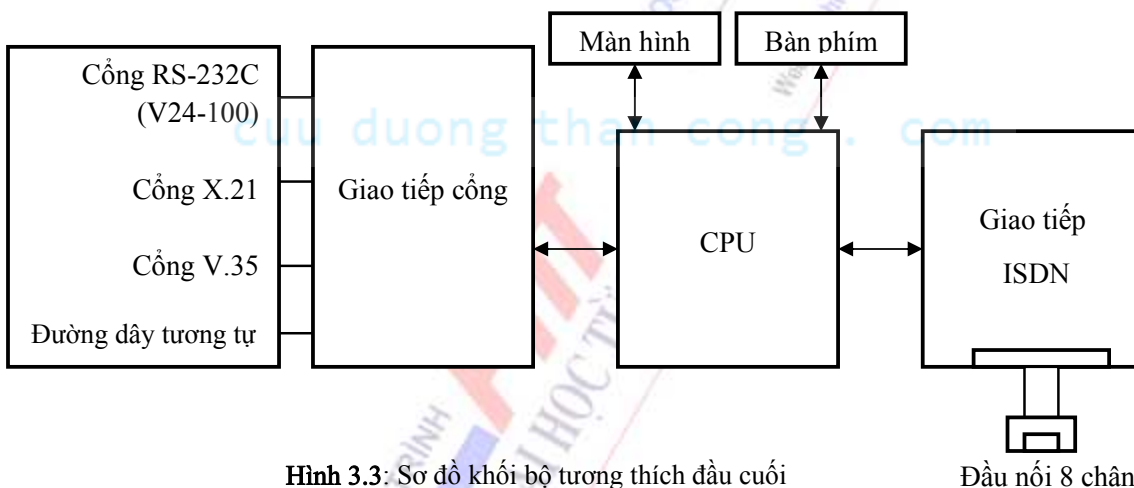 Màn hình
Bàn phím
Cổng RS-232C
(V24-100)
cuu duong than cong . com
Cổng X.21
Giao tiếp cổng
Cổng V.35
CPU
Giao tiếp
ISDN
Đường dây tương tự
Hình 3.3: Sơ đồ khối bộ tương thích đầu cuối
Đầu nối 8 chân